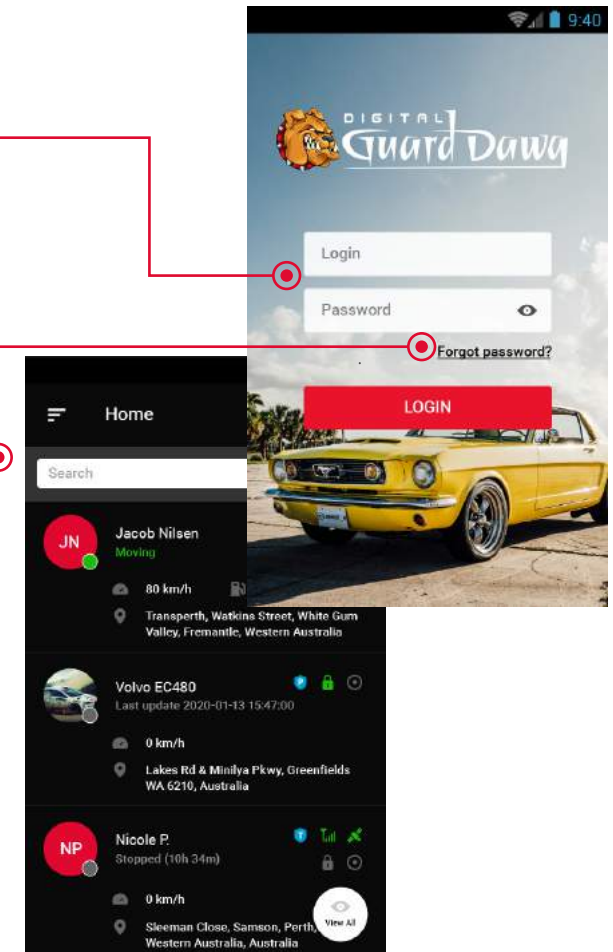 9:40
DIGITAL
Guard Dawg
Login
Password
Forgot password?
LOGIN
Home
Search
JN
Jacob Nilsen
Moving
80 km/h
Transperth, Watkins Street, White Gum
Valley, Fremantle, Western Australia
Volvo EC480
Last update 2020-01-13 15:47:00
0 km/h
Lakes Rd & Minilya Pkwy, Greenfields
WA 6210, Australia
NP
Nicole P.
Stopped (10h 34m)
0 km/h
Sleeman Close, Samson, Perth,
Western Australia, Australia
View All